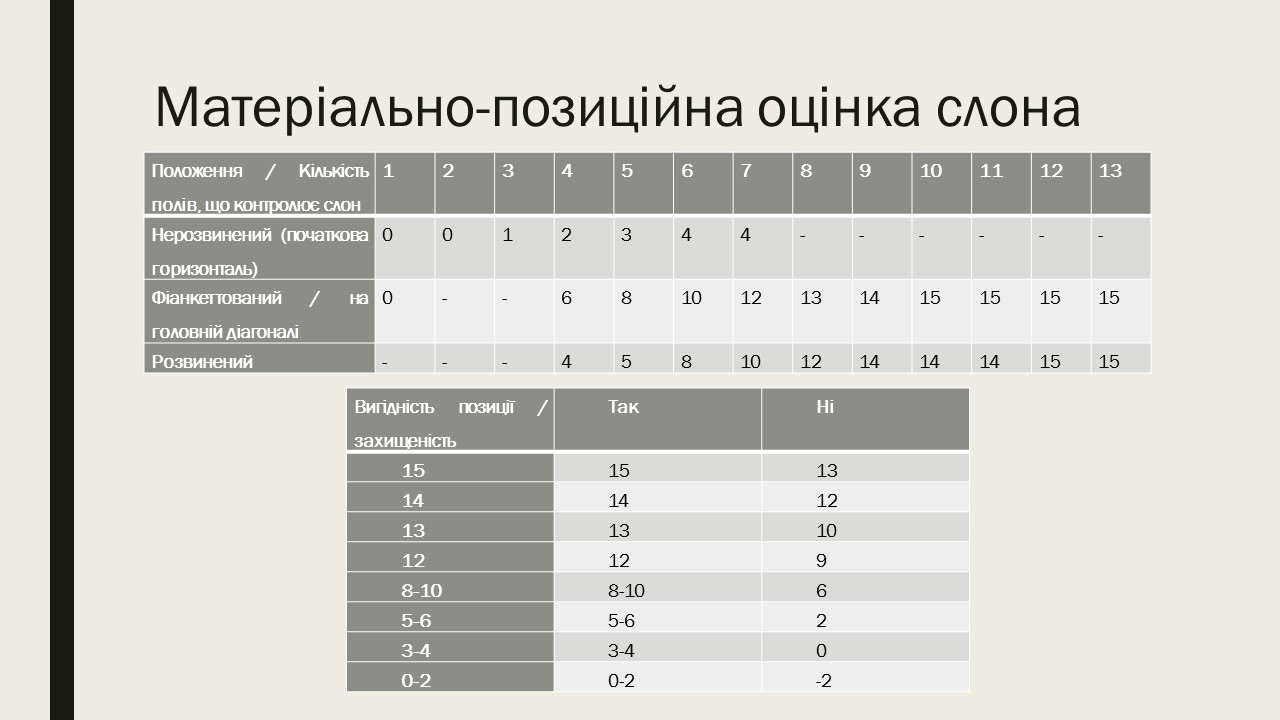 Матеріально-позиційна оцінка слона
Положення / Кількість 1 2 3 4 5 6 7 8 9 10 11 12 13
полів, що контролює слон
Нерозвинений (початкова 0 0 1 2 3 4 4 - - - - - -
горизонталь)
Фіанкеттований / на 0 - - 6 8 10 12 13 14 15 15 15 15
головній діагоналі
Розвинений - - - 4 5 8 10 12 14 14 14 15 15
Вигідність позиції / Так Ні
захищеність
15 15 13
14 14 12
13 13 10
12 12 9
8-10 8-10 6
5-6 5-6 2
3-4 3-4 0
0-2 0-2 -2